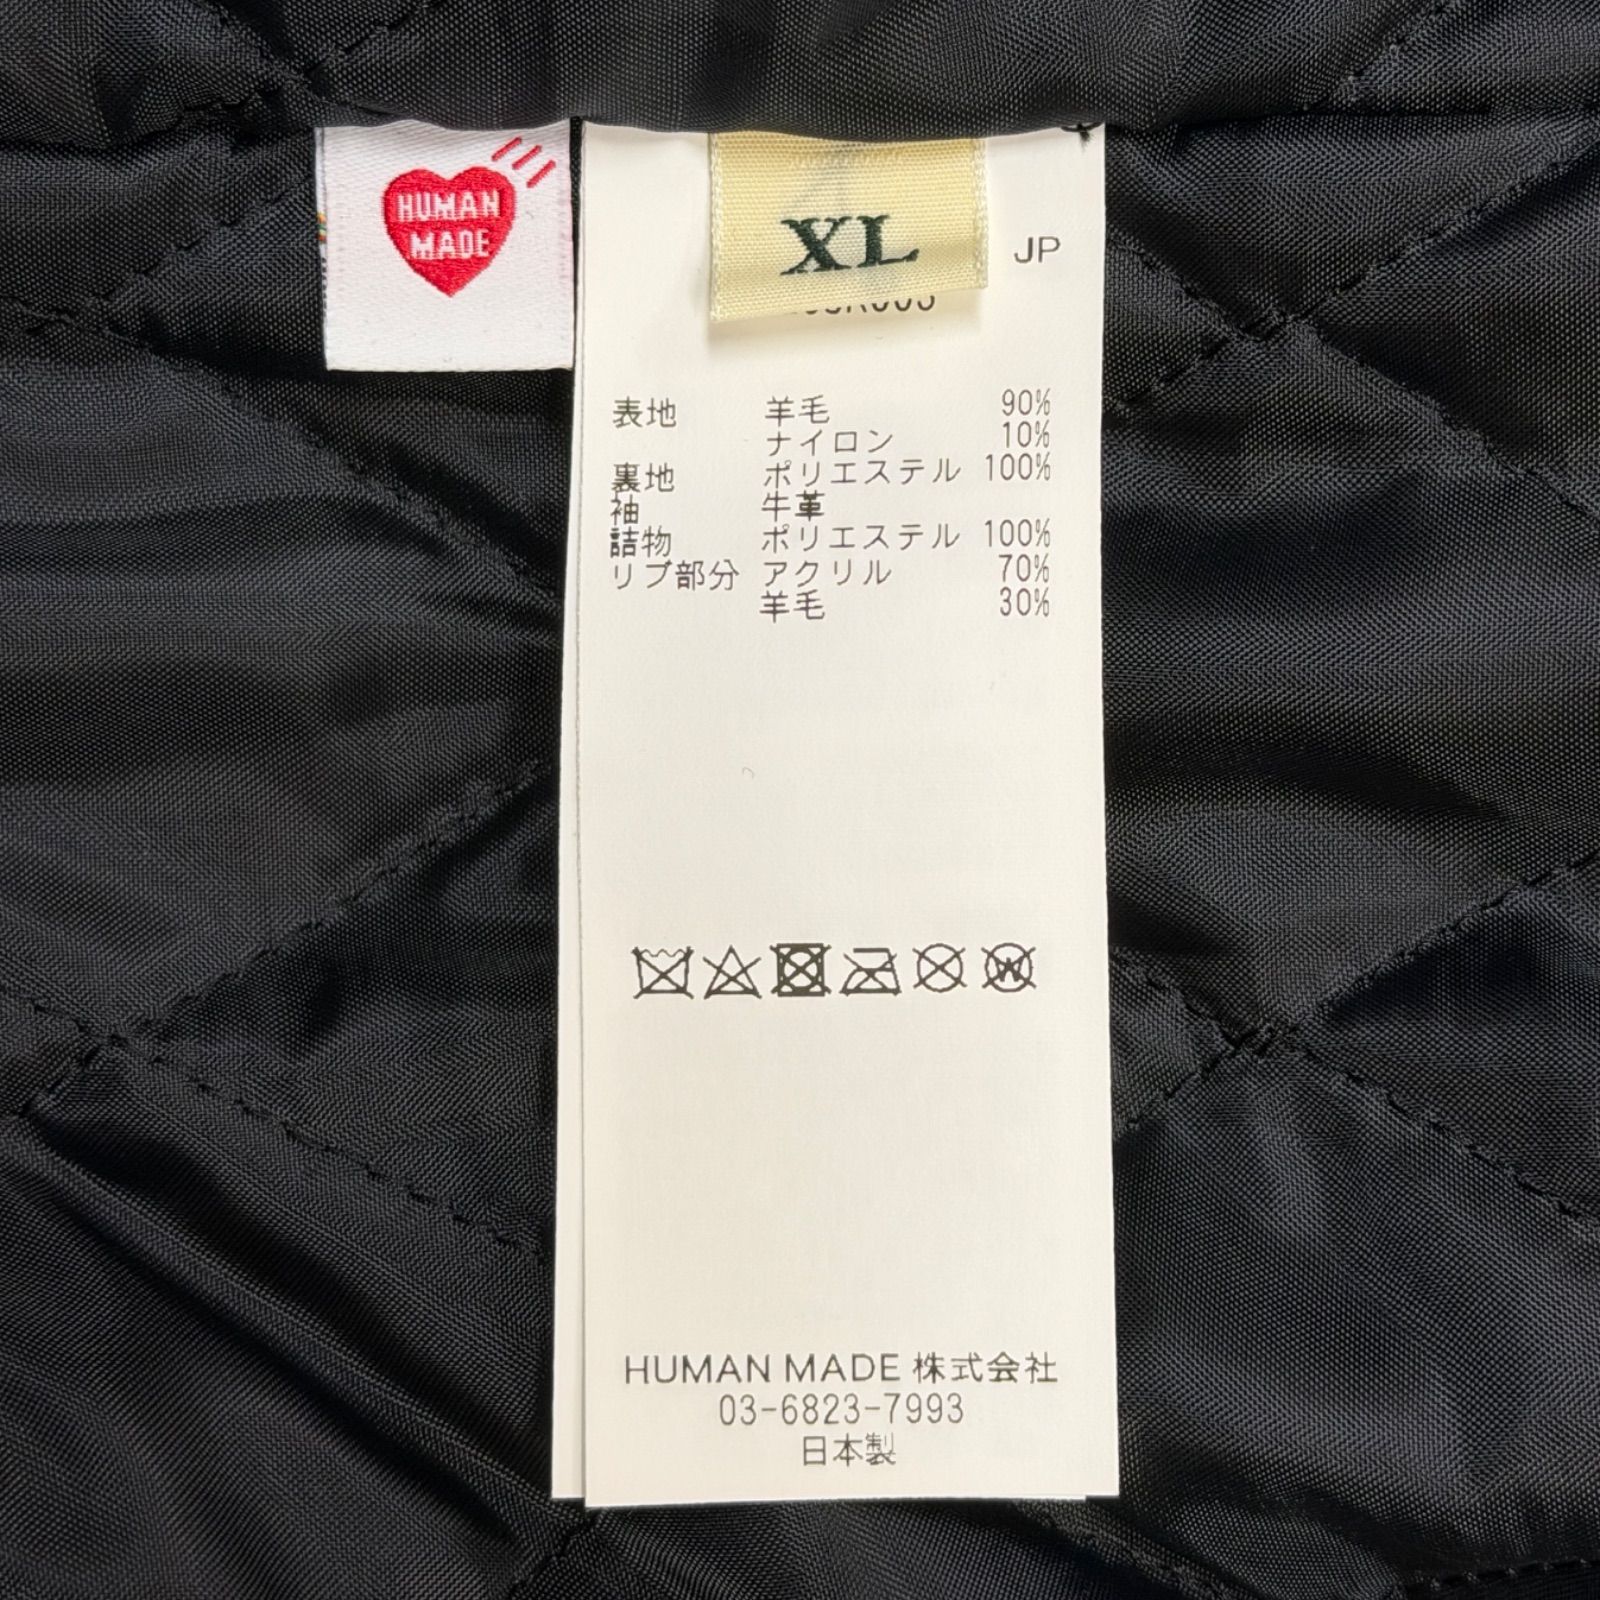 HUMAN
MADE
XL
JP
表地 羊毛 90%
ナイロン 10%
裏地 ポリエステル 100%
袖 牛革
詰物 ポリエステル 100%
リブ部分 アクリル 70%
羊毛 30%
HUMAN MADE 株式会社
03-6823-7993
日本製